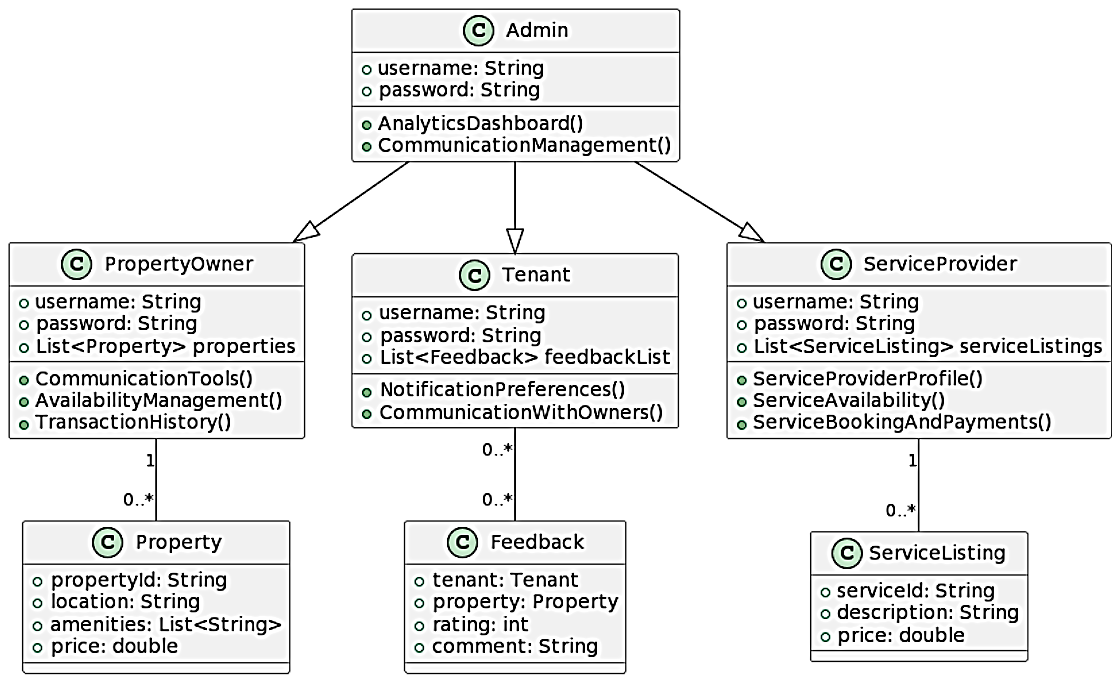 C Admin
username: String
password: String
AnalyticsDashboard()
CommunicationManagement()
C PropertyOwner
username: String
password: String
List<Property> properties
CommunicationTools()
AvailabilityManagement()
TransactionHistory()
C Tenant
username: String
password: String
List<Feedback> feedbackList
NotificationPreferences()
CommunicationWithOwners()
C ServiceProvider
username: String
password: String
List<ServiceListing> serviceListings
ServiceProviderProfile()
ServiceAvailability()
ServiceBookingAndPayments()
1
0..*
0..*
0..*
1
0..*
C Property
propertyId: String
location: String
amenities: List<String>
price: double
C Feedback
tenant: Tenant
property: Property
rating: int
comment: String
C ServiceListing
serviceId: String
description: String
price: double